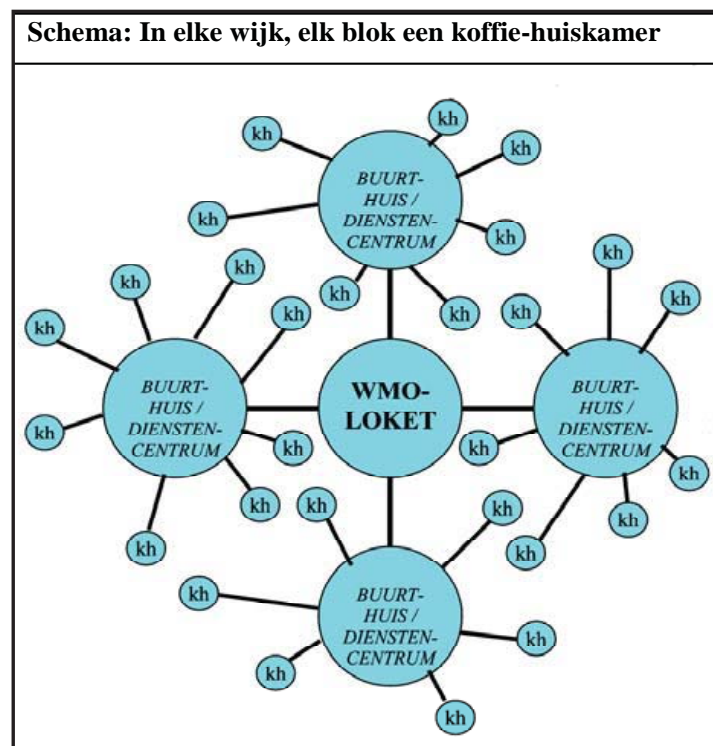 Schema: In elke wijk, elk blok een koffie-huiskamer
kh
kh
kh
kh
BUURT-
HUIS /
DIENSTEN-
CENTRUM
kh
kh
kh
kh
kh
kh
kh
kh
BUURT-
HUIS /
DIENSTEN-
CENTRUM
kh
kh
kh
WMO-
LOKET
kh
kh
kh
kh
BUURT-
HUIS /
DIENSTEN-
CENTRUM
kh
kh
kh
kh
kh
kh
BUURT-
HUIS /
DIENSTEN-
CENTRUM
kh
kh
kh